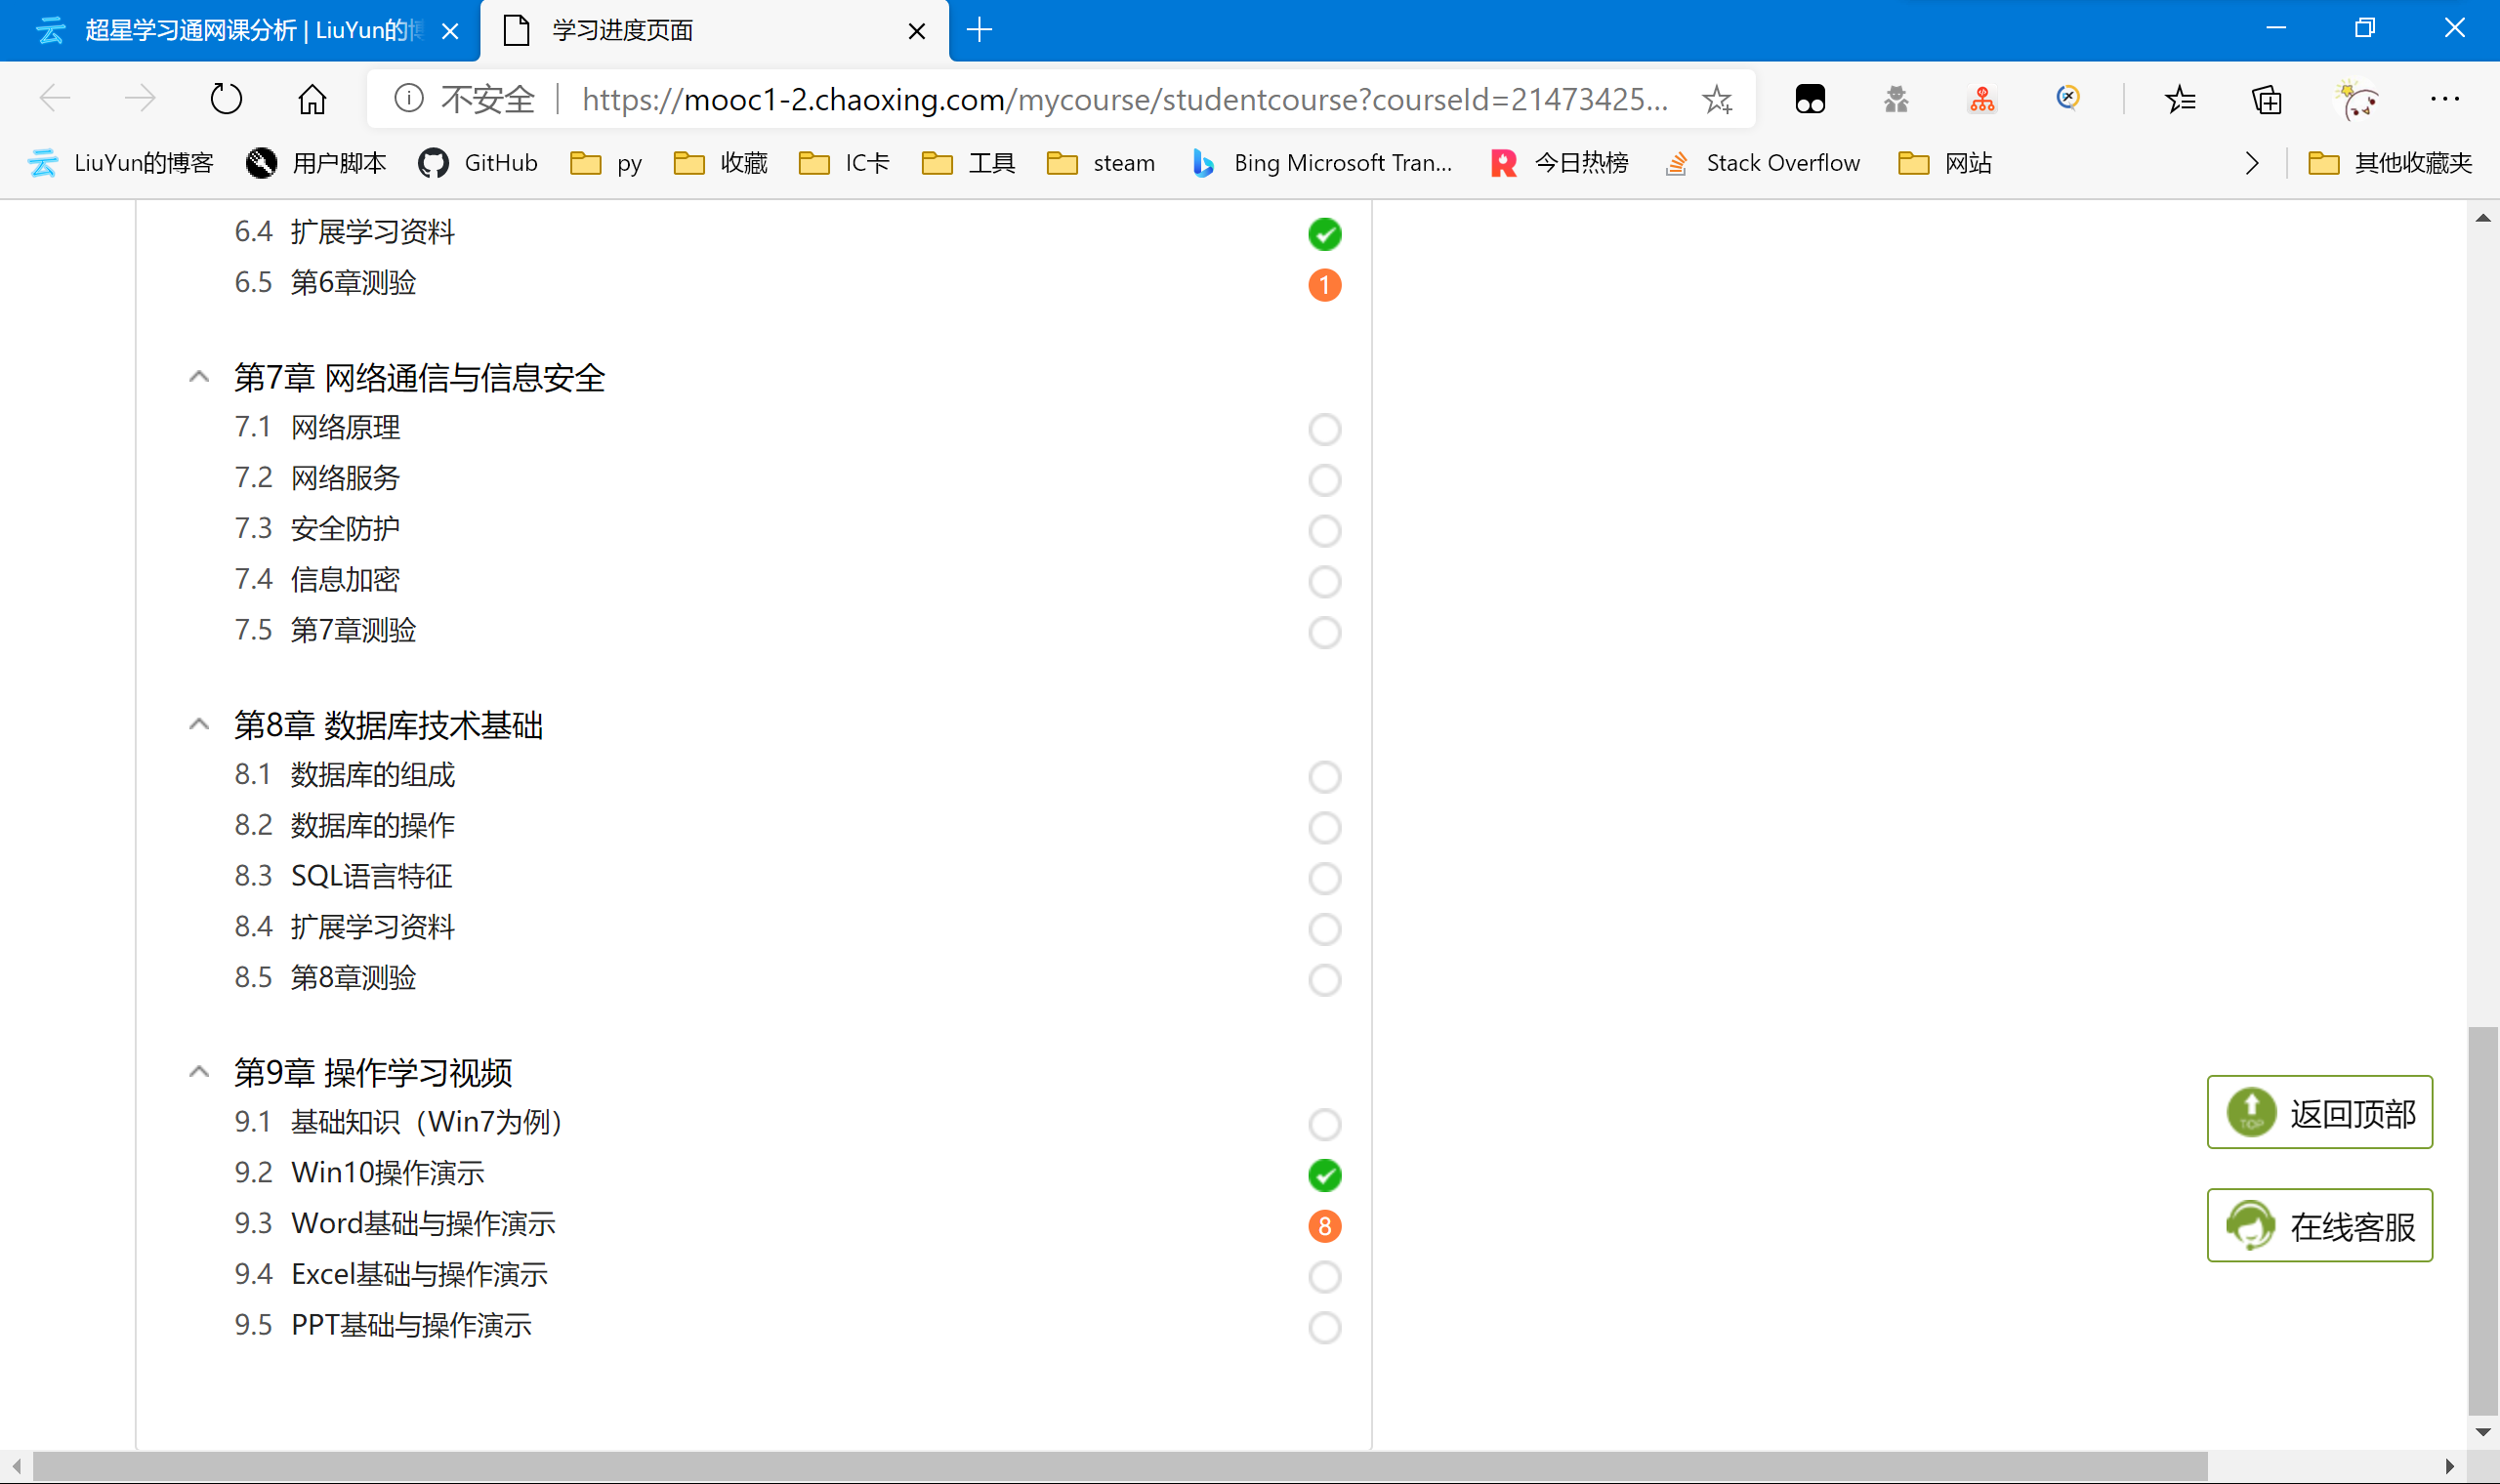 云 超星学习通网课分析 | LiuYun的博
学习进度页面
不安全 https://mooc1-2.chaoxing.com/mycourse/studentcourse?courseId=21473425...
云 LiuYun的博客 用户脚本 GitHub py 收藏 IC卡 工具 steam Bing Microsoft Tran... R 今日热榜 Stack Overflow 网站 其他收藏夹
6.4 扩展学习资料
6.5 第6章测验 1
第7章 网络通信与信息安全
7.1 网络原理
7.2 网络服务
7.3 安全防护
7.4 信息加密
7.5 第7章测验
第8章 数据库技术基础
8.1 数据库的组成
8.2 数据库的操作
8.3 SQL语言特征
8.4 扩展学习资料
8.5 第8章测验
第9章 操作学习视频
9.1 基础知识（Win7为例）
9.2 Win10操作演示
9.3 Word基础与操作演示 8
9.4 Excel基础与操作演示
9.5 PPT基础与操作演示
TOP 返回顶部
在线客服